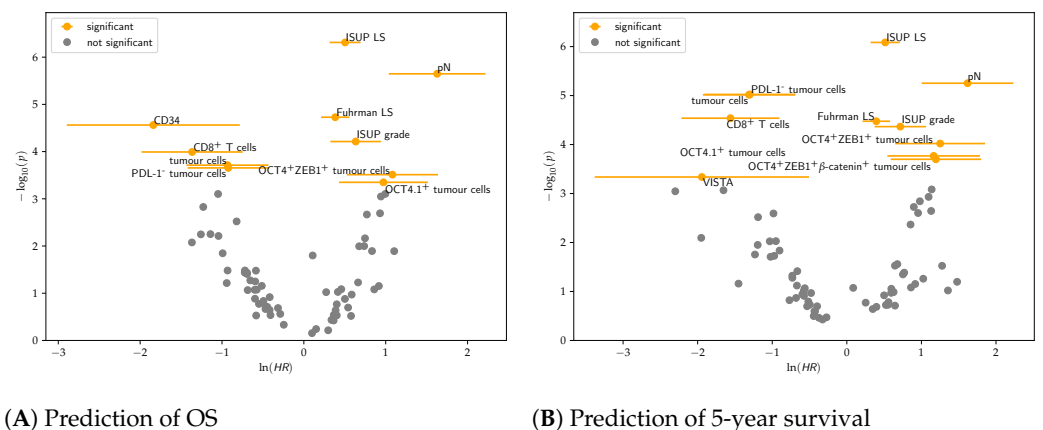 A.
significant
not significant
ISUP LS
pN
Fuhrman LS
CD34
ISUP grade
CD8⁺ T cells
tumour cells
PDL-1⁻ tumour cells
OCT4⁺ZEB1⁺ tumour cells
OCT4.1⁺ tumour cells
− log₁₀(p)
0
1
2
3
4
5
6
−3
−2
−1
0
1
2
ln(HR)
(A) Prediction of OS
B.
significant
not significant
ISUP LS
pN
PDL-1⁻ tumour cells
tumour cells
CD8⁺ T cells
Fuhrman LS
ISUP grade
OCT4⁺ZEB1⁺ tumour cells
OCT4.1⁺ tumour cells
OCT4⁺ZEB1⁺β-catenin⁺ tumour cells
VISTA
− log₁₀(p)
0
1
2
3
4
5
6
−3
−2
−1
0
1
2
ln(HR)
(B) Prediction of 5-year survival